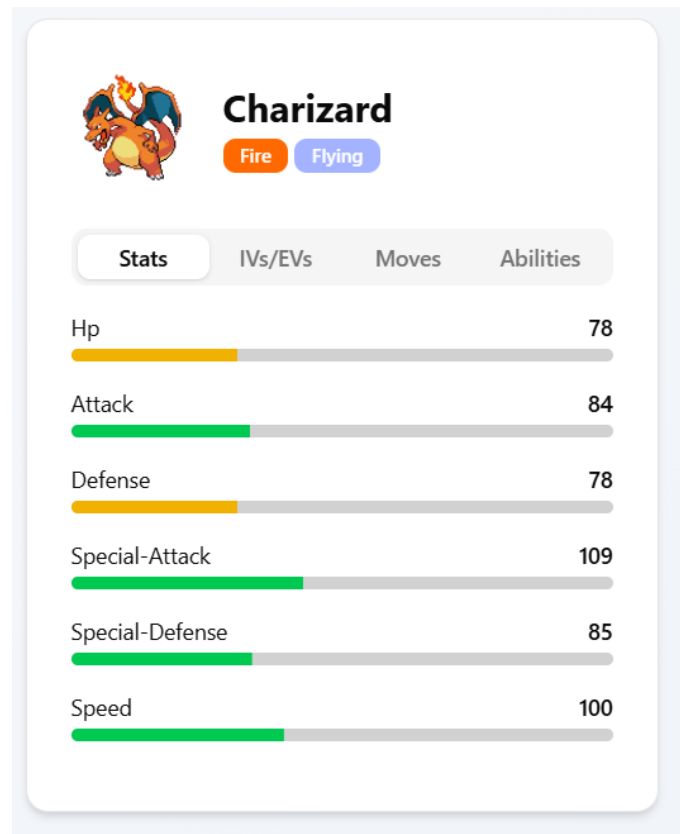 Charizard
Fire Flying
Stats IVs/EVs Moves Abilities
Hp 78
Attack 84
Defense 78
Special-Attack 109
Special-Defense 85
Speed 100